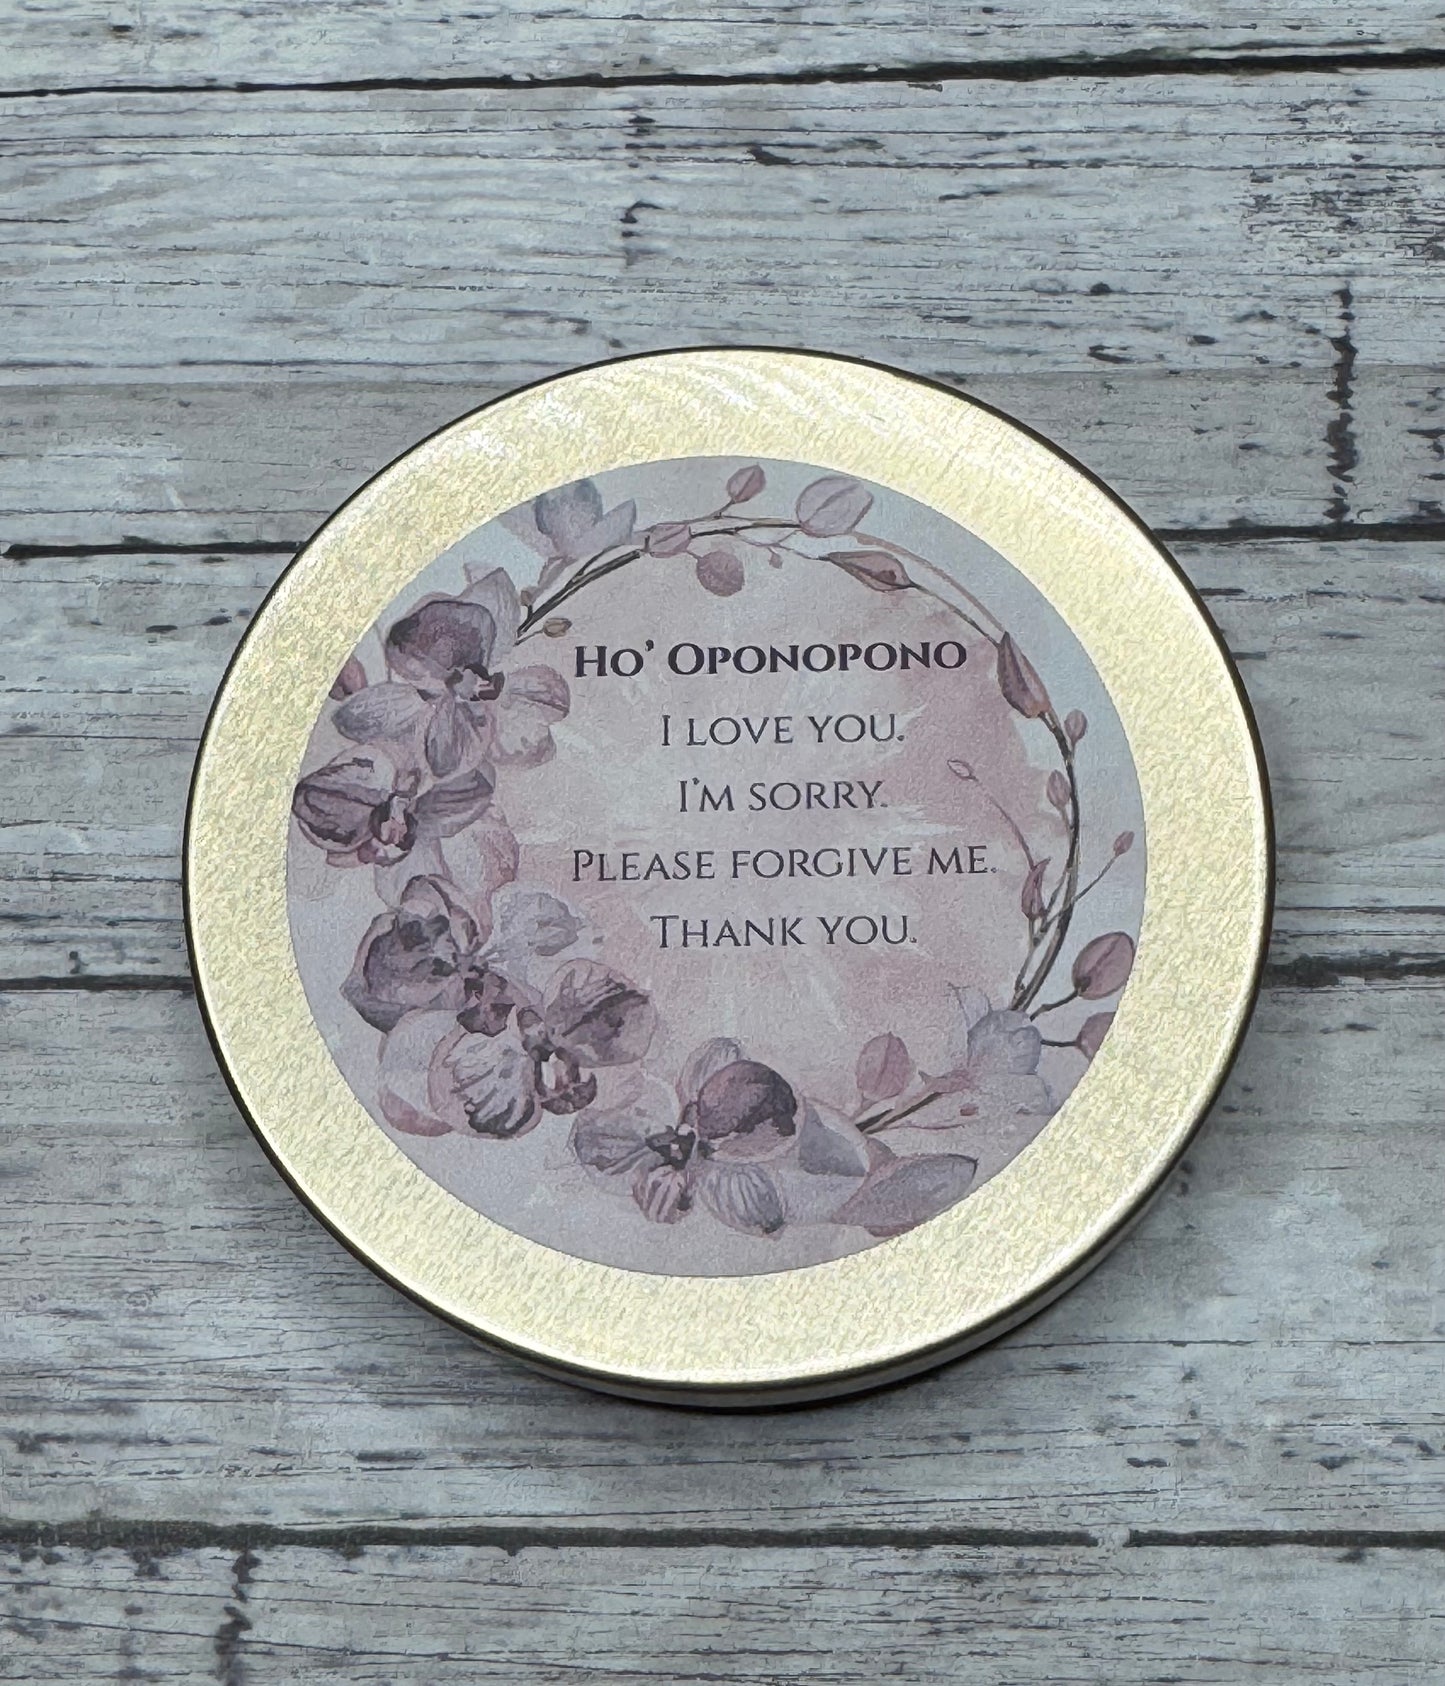 Ho' Oponopono
I love you.
I'm sorry.
Please forgive me.
Thank you.